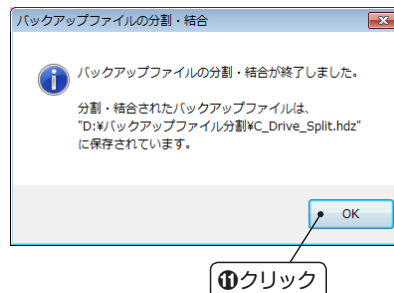 バックアップファイルの分割・結合
バックアップファイルの分割・結合が終了しました。
分割・結合されたバックアップファイルは、
"D:¥バックアップファイル分割¥C_Drive_Split.hdz"
に保存されています。
OK
⓫クリック